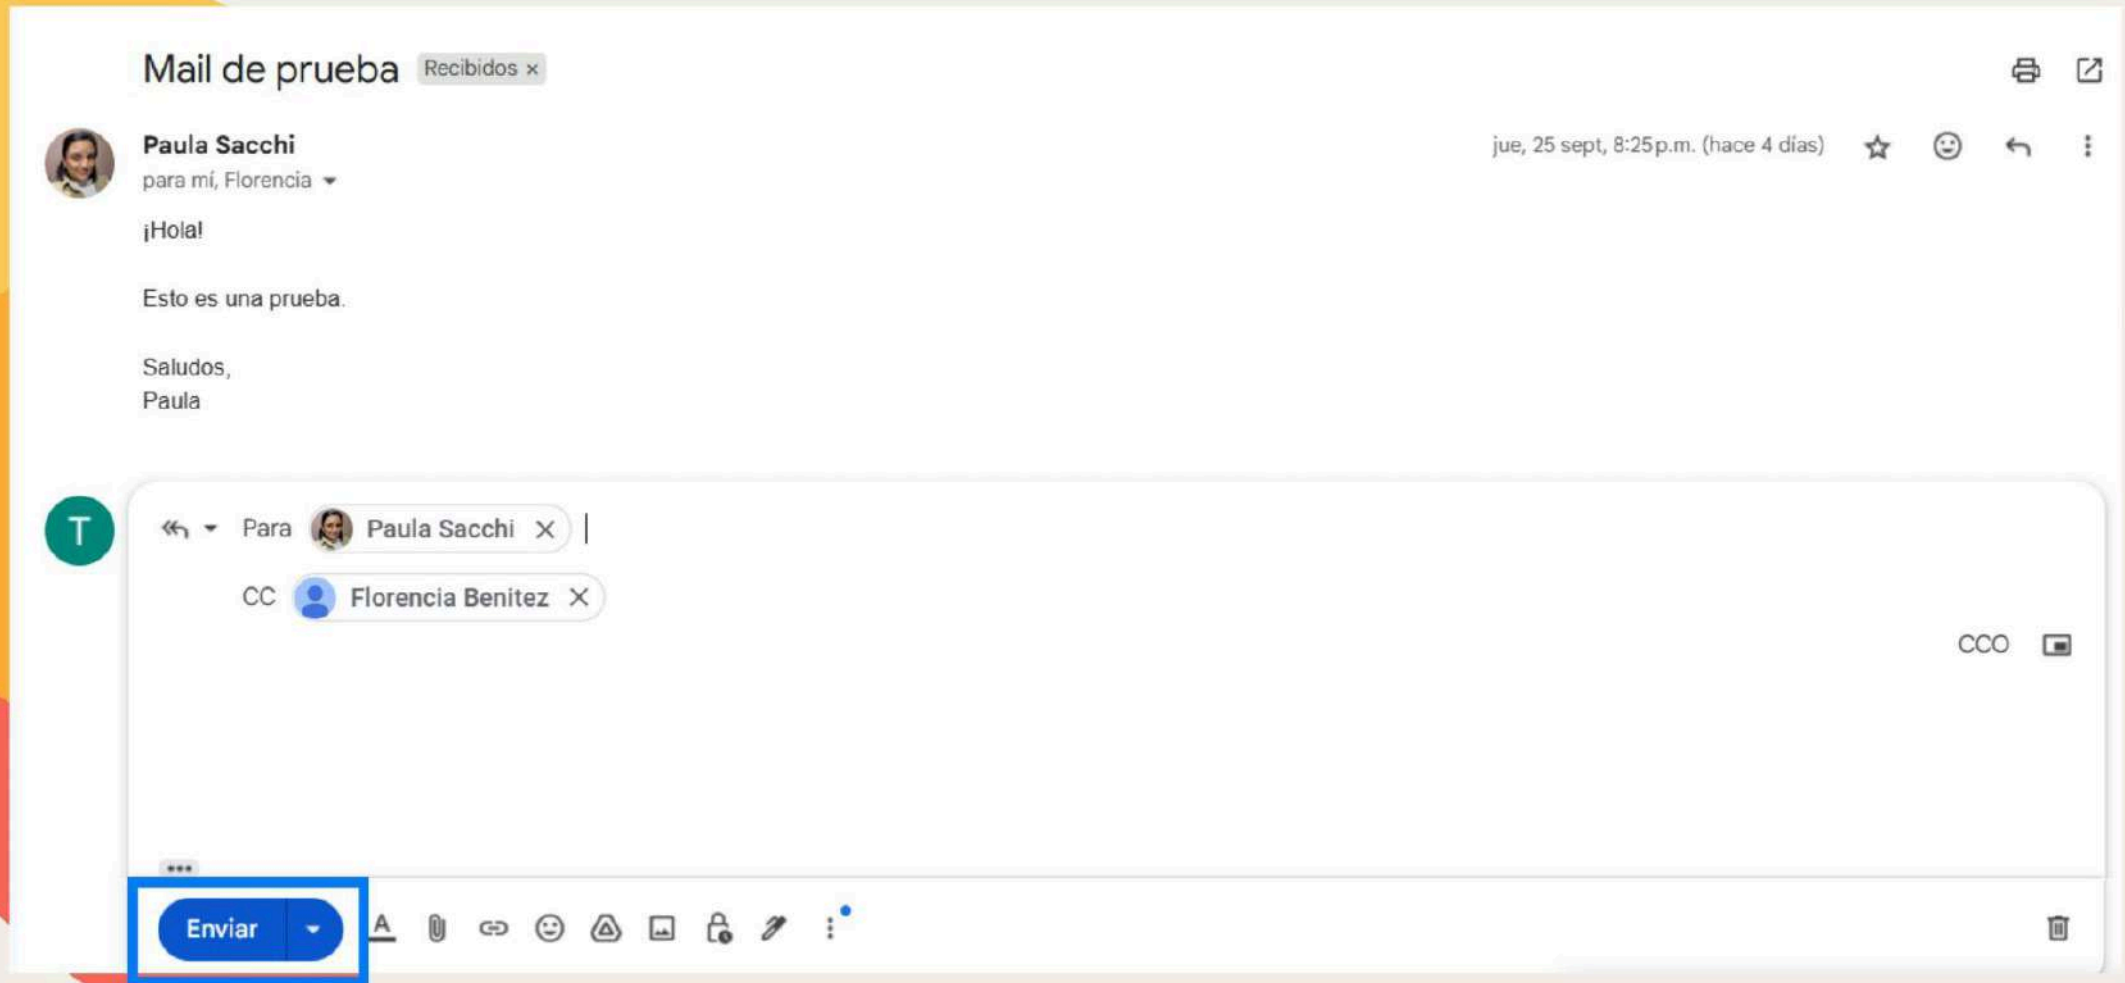 Mail de prueba Recibidos ×
Paula Sacchi jue, 25 sept, 8:25 p.m. (hace 4 días)
para mí, Florencia
¡Hola!
Esto es una prueba.
Saludos,
Paula
T Para Paula Sacchi ×
CC Florencia Benitez ×
CCO
Enviar A